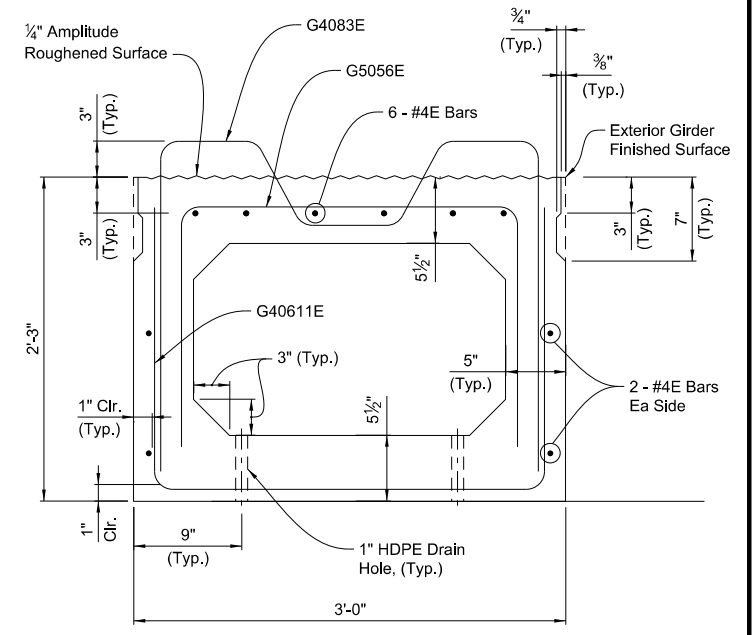 ¼" Amplitude
Roughened Surface
G4083E
G5056E
6 - #4E Bars
¾"
(Typ.)
⅜"
(Typ.)
Exterior Girder
Finished Surface
3"
(Typ.)
3"
(Typ.)
3"
(Typ.)
7"
(Typ.)
5½"
2'-3"
G40611E
3" (Typ.)
5"
(Typ.)
2 - #4E Bars
Ea Side
1" Clr.
(Typ.)
5½"
1"
Clr.
9"
(Typ.)
1" HDPE Drain
Hole, (Typ.)
3'-0"